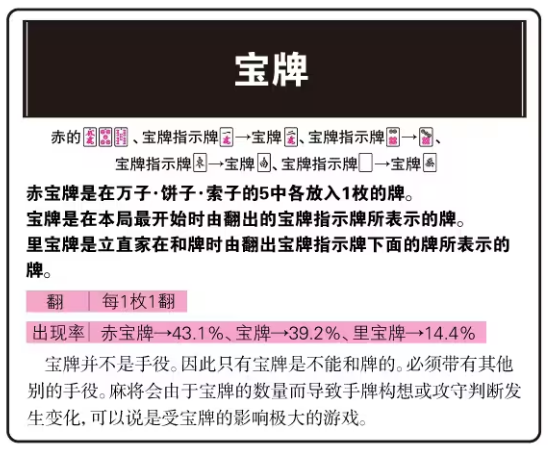 宝牌
赤的、宝牌指示牌→宝牌、宝牌指示牌→、
宝牌指示牌→宝牌、宝牌指示牌→宝牌
赤宝牌是在万子·饼子·索子的5中各放入1枚的牌。
宝牌是在本局最开始时由翻出的宝牌指示牌所表示的牌。
里宝牌是立直家在和牌时由翻出宝牌指示牌下面的牌所表示的
牌。
翻 每1枚1翻
出现率 赤宝牌→43.1%、宝牌→39.2%、里宝牌→14.4%
宝牌并不是手役。因此只有宝牌是不能和牌的。必须带有其他
别的手役。麻将会由于宝牌的数量而导致手牌构想或攻守判断发
生变化,可以说是受宝牌的影响极大的游戏。